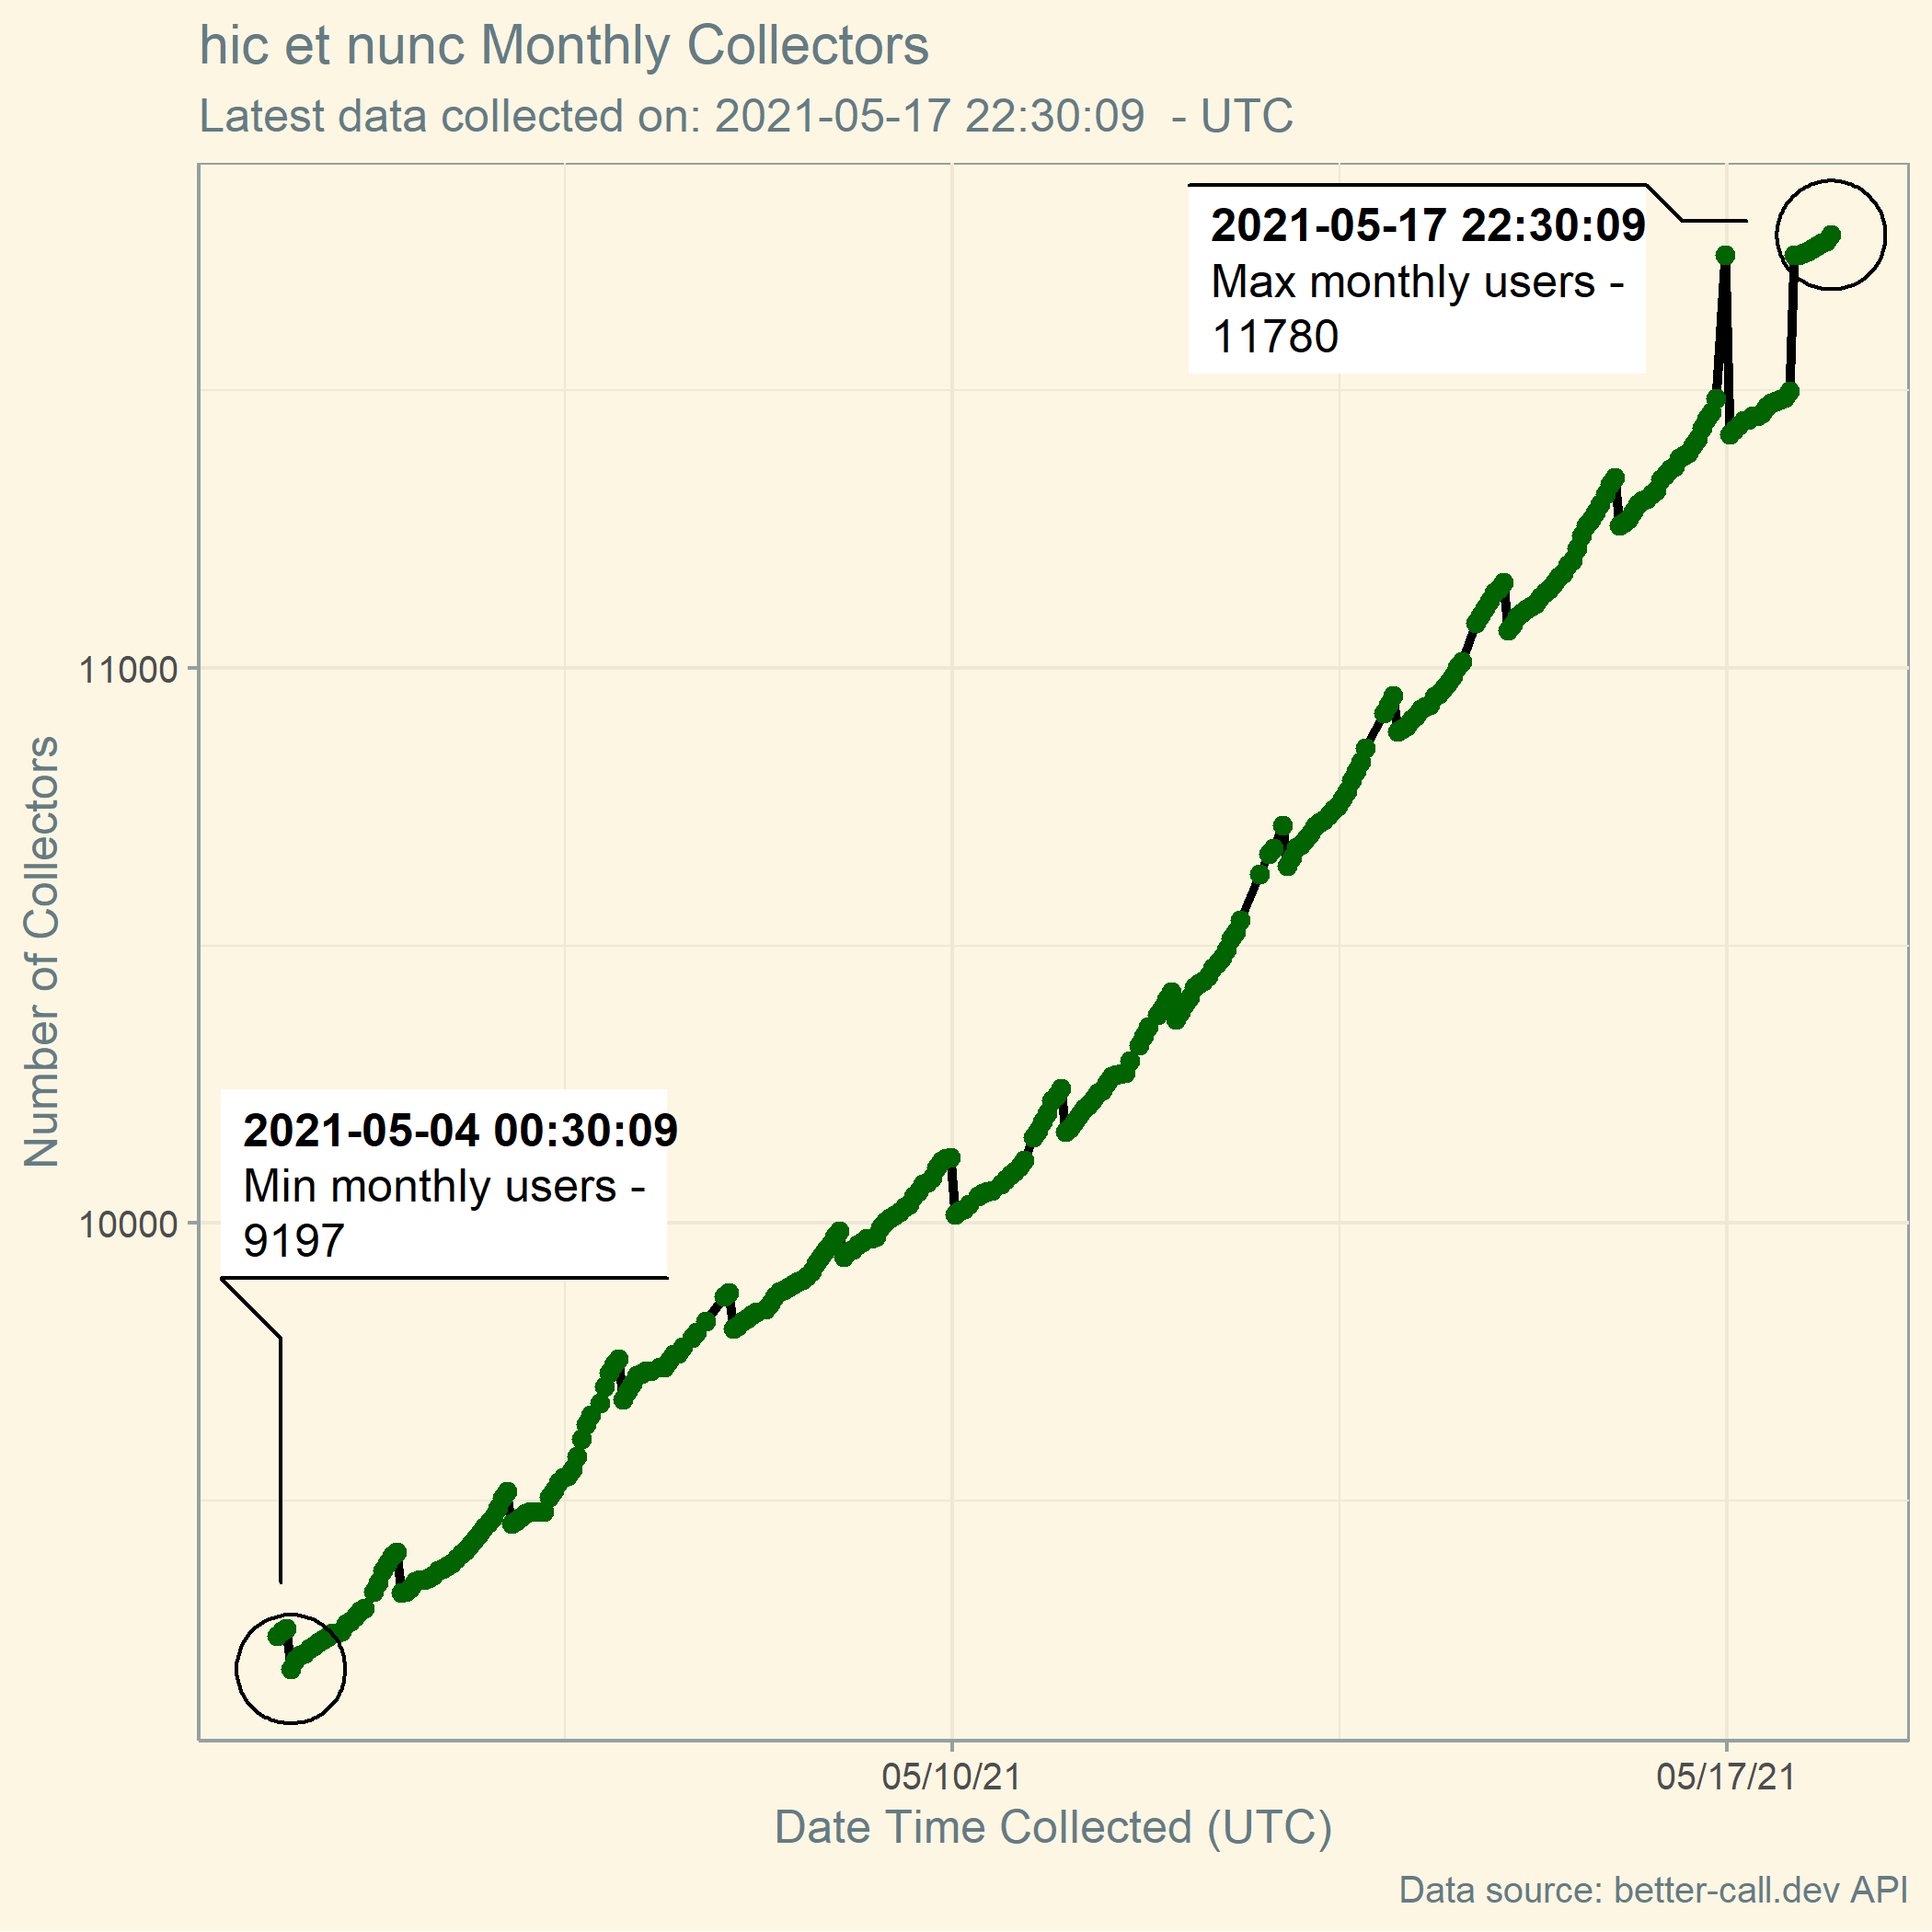 hic et nunc Monthly Collectors
Latest data collected on: 2021-05-17 22:30:09 - UTC
2021-05-17 22:30:09
Max monthly users -
11780
11000
Number of Collectors
2021-05-04 00:30:09
Min monthly users -
9197
10000
05/10/21
05/17/21
Date Time Collected (UTC)
Data source: better-call.dev API